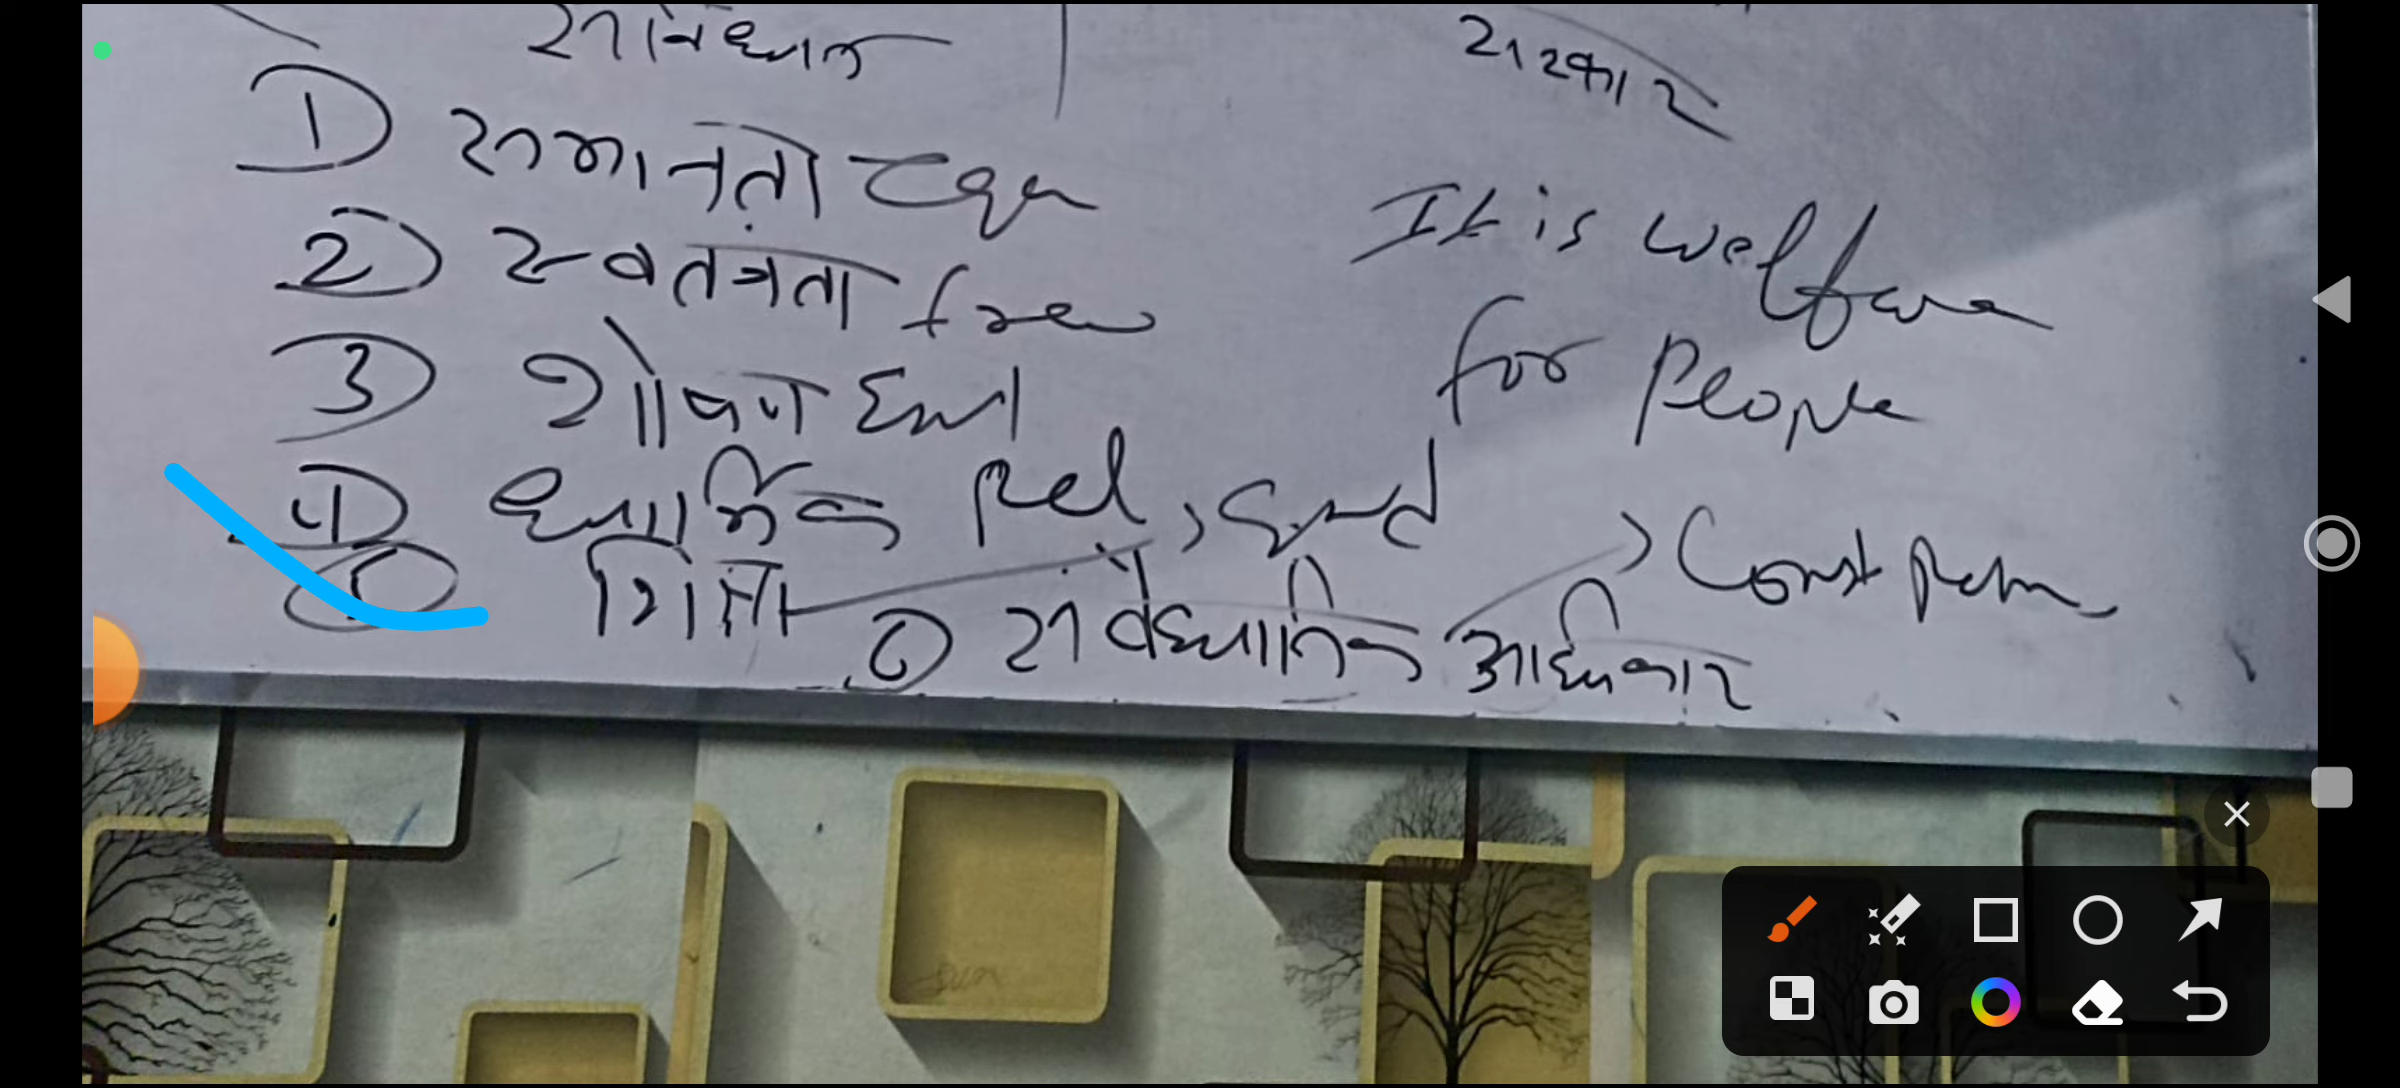 संविधान
सरकार
① समानता Equ
② स्वतंत्रता free
③ शोषण
④ धार्मिक Rel,
⑤ शिक्षा
⑥ संवैधानिक अधिकार > Const Rem
It is welfare
for people